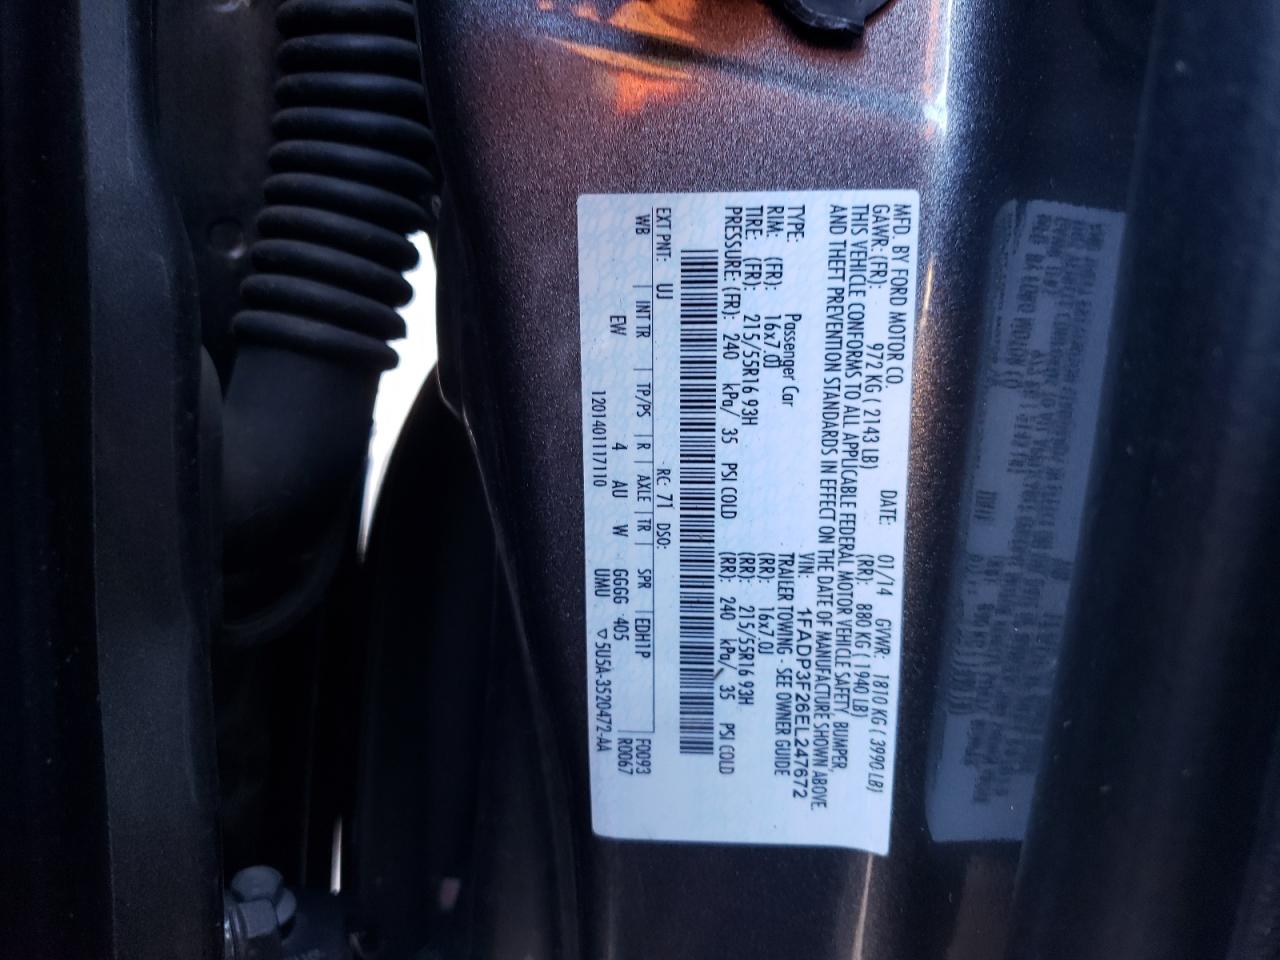 MFD. BY FORD MOTOR CO.
DATE: 01/14 GVWR: 1810 KG ( 3990 LB)
GAWR: (FR): 972 KG ( 2143 LB) (RR): 880 KG ( 1940 LB)
THIS VEHICLE CONFORMS TO ALL APPLICABLE FEDERAL MOTOR VEHICLE SAFETY, BUMPER,
AND THEFT PREVENTION STANDARDS IN EFFECT ON THE DATE OF MANUFACTURE SHOWN ABOVE.
VIN: 1FADP3F26EL247672
TYPE: Passenger Car TRAILER TOWING - SEE OWNER GUIDE
RIM: (FR): 16x7.0J (RR): 16x7.0J
TIRE: (FR): 215/55R16 93H (RR): 215/55R16 93H
PRESSURE: (FR): 240 kPa/ 35 PSI COLD (RR): 240 kPa/ 35 PSI COLD
EXT PNT: UJ RC: 71 DSO:
WB | INT TR | TP/PS | R | AXLE | TR | SPR EDH11P F0093
EW 4 AU W GGGG 405 R0067
120140117110 UMU ▽5U5A-3520472-AA